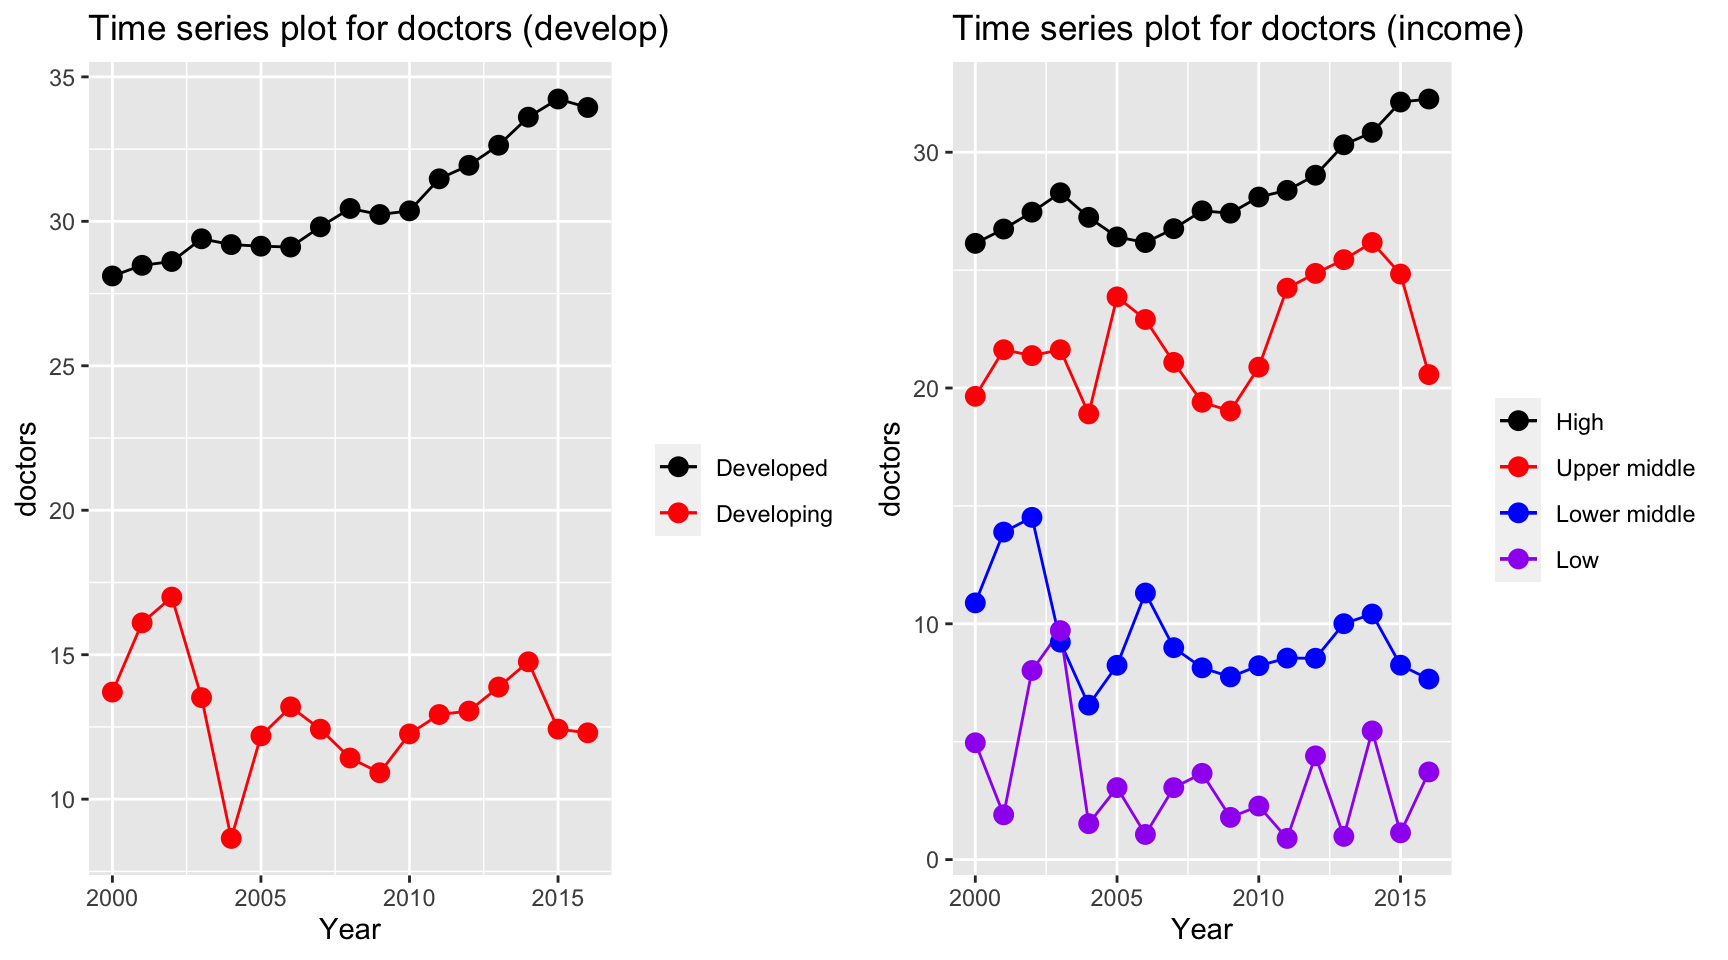 Time series plot for doctors (develop)
35
30
25
20
15
10
doctors
2000 2005 2010 2015
Year
Developed
Developing
Time series plot for doctors (income)
30
20
10
0
doctors
2000 2005 2010 2015
Year
High
Upper middle
Lower middle
Low